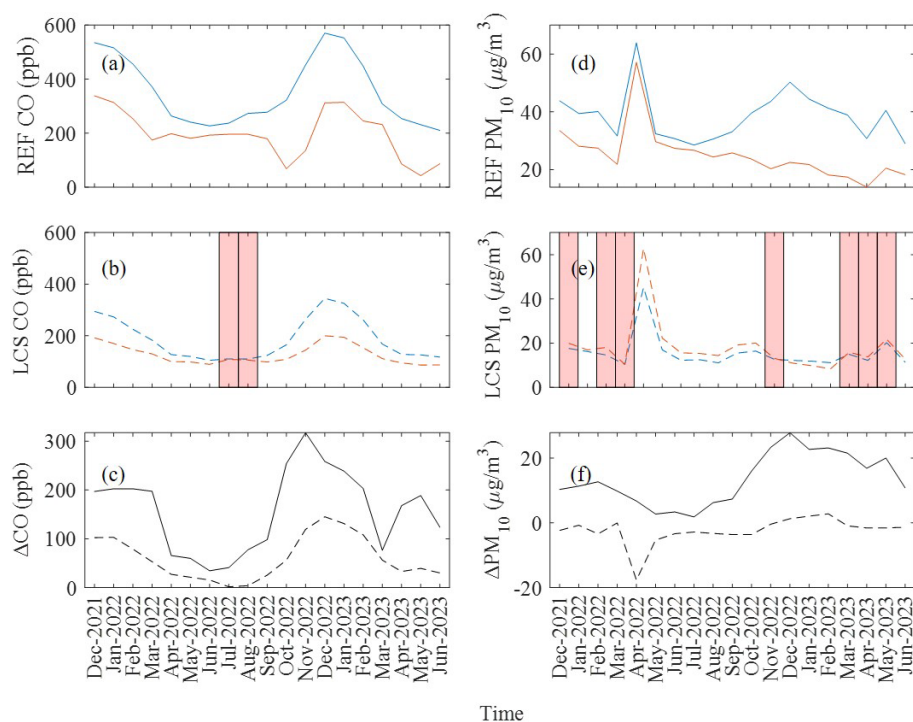 REF CO (ppb)
600
400
200
0
(a)
REF PM10 (μg/m3)
60
40
20
(d)
LCS CO (ppb)
600
400
200
0
(b)
LCS PM10 (μg/m3)
60
40
20
0
(e)
ΔCO (ppb)
300
200
100
0
(c)
ΔPM10 (μg/m3)
20
0
-20
(f)
Dec-2021
Jan-2022
Feb-2022
Mar-2022
Apr-2022
May-2022
Jun-2022
Jul-2022
Aug-2022
Sep-2022
Oct-2022
Nov-2022
Dec-2022
Jan-2023
Feb-2023
Mar-2023
Apr-2023
May-2023
Jun-2023
Dec-2021
Jan-2022
Feb-2022
Mar-2022
Apr-2022
May-2022
Jun-2022
Jul-2022
Aug-2022
Sep-2022
Oct-2022
Nov-2022
Dec-2022
Jan-2023
Feb-2023
Mar-2023
Apr-2023
May-2023
Jun-2023
Time